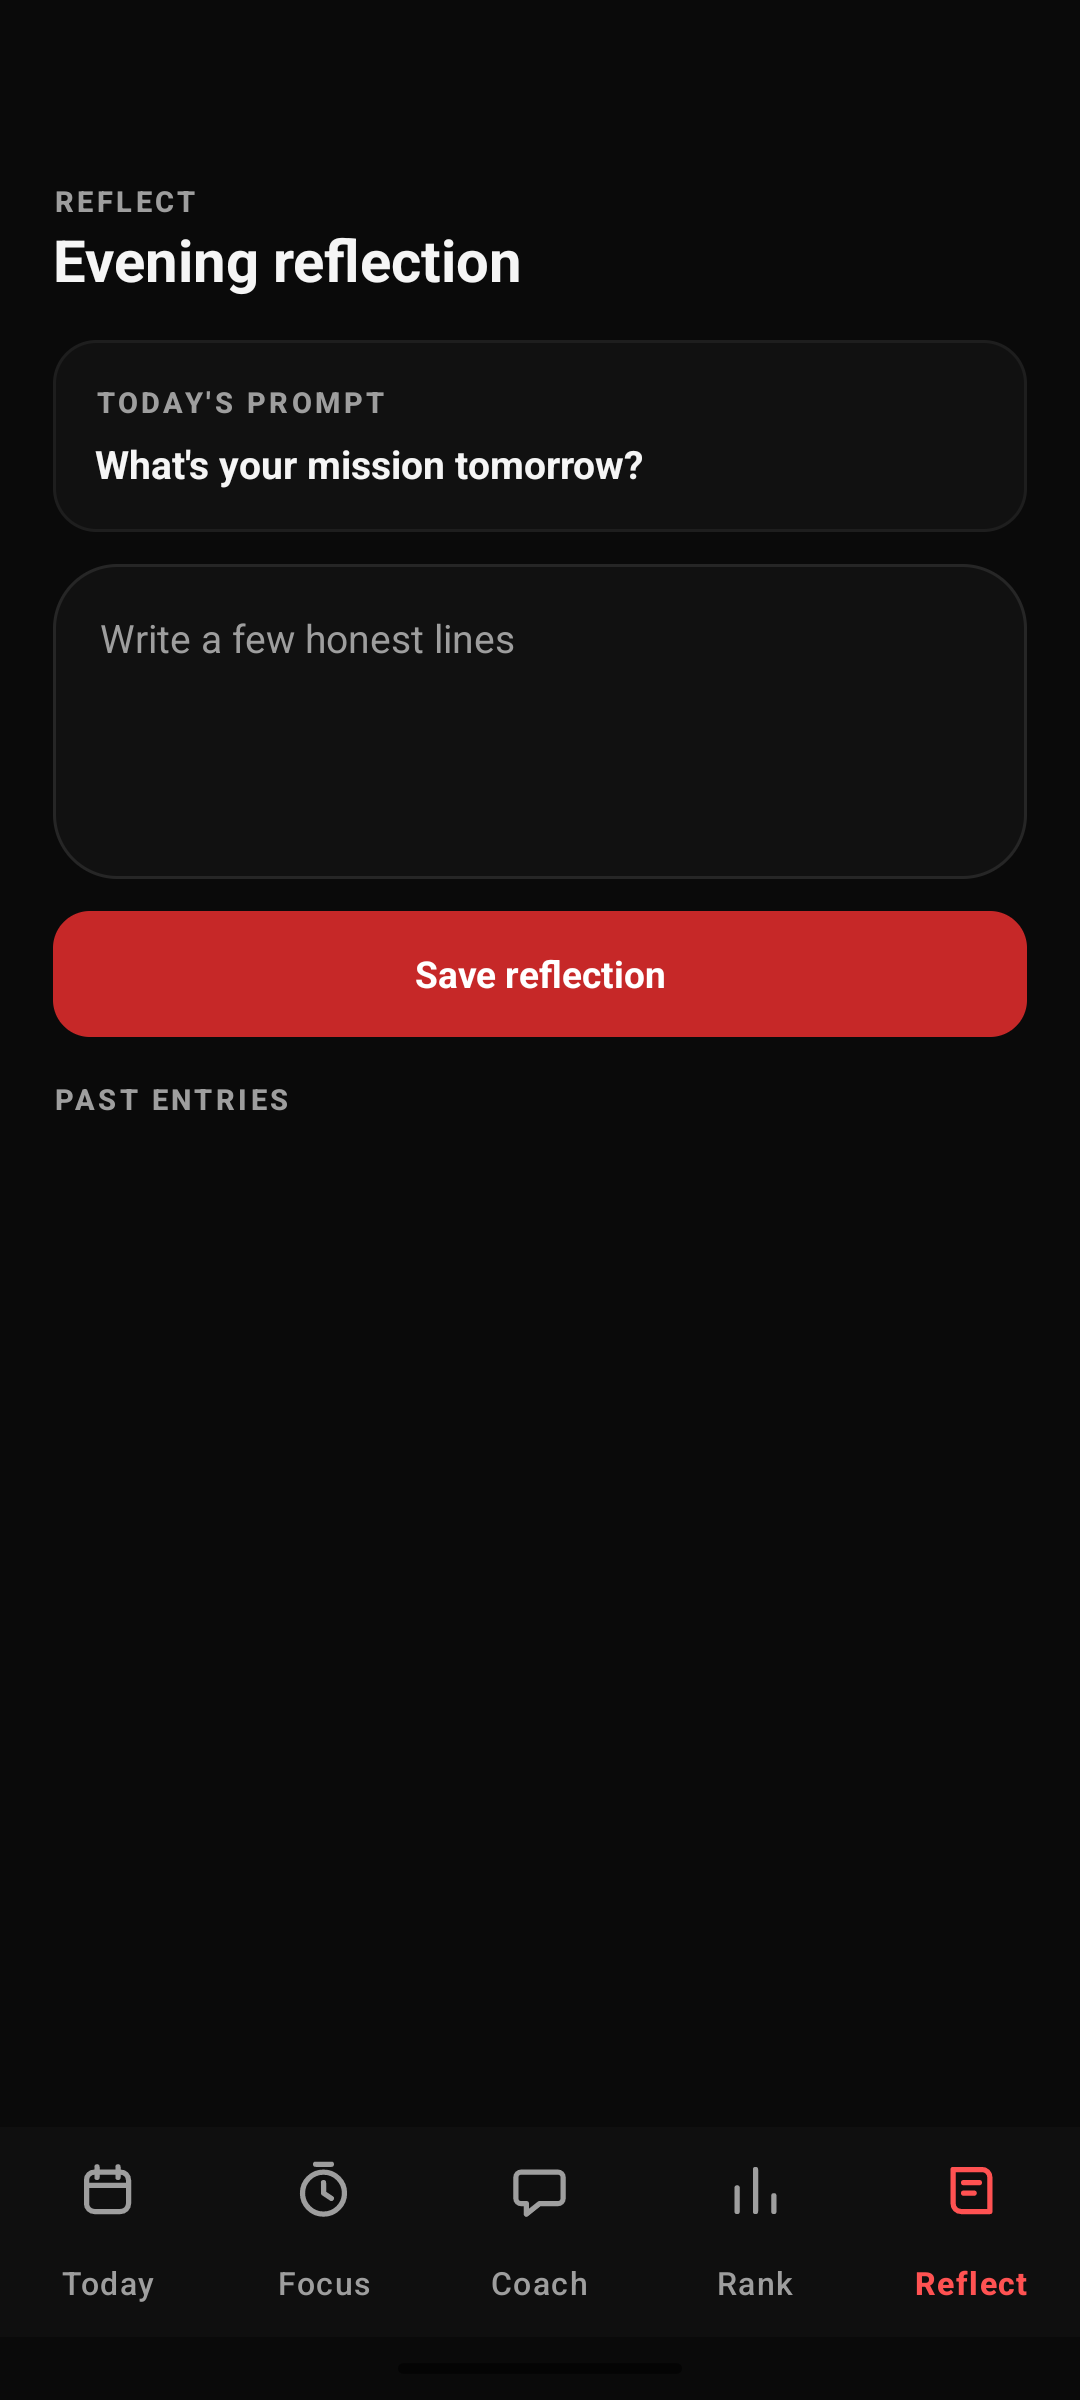 REFLECT
Evening reflection
TODAY'S PROMPT
What's your mission tomorrow?
Write a few honest lines
Save reflection
PAST ENTRIES
Today
Focus
Coach
Rank
Reflect